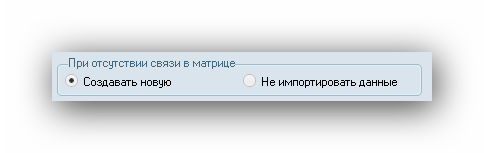 При отсутствии связи в матрице
Создавать новую Не импортировать данные